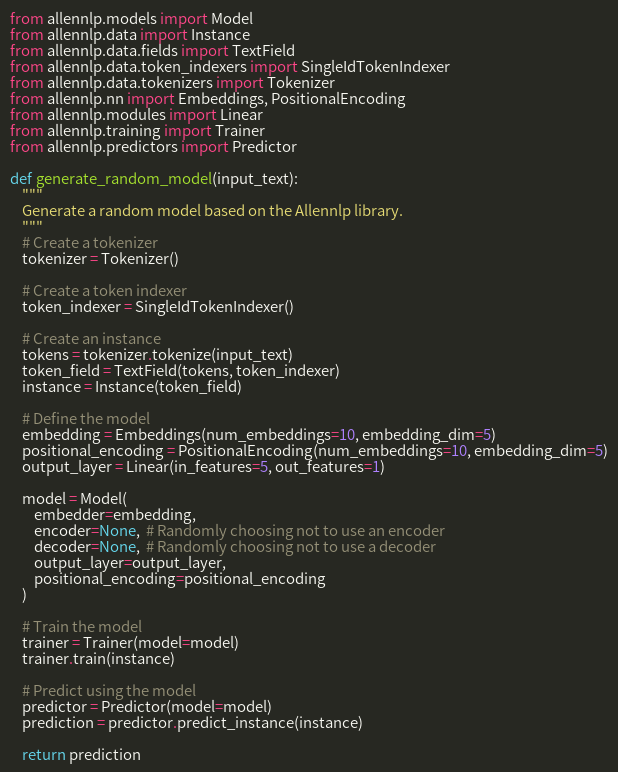 from allennlp.models import Model
from allennlp.data import Instance
from allennlp.data.fields import TextField
from allennlp.data.token_indexers import SingleIdTokenIndexer
from allennlp.data.tokenizers import Tokenizer
from allennlp.nn import Embeddings, PositionalEncoding
from allennlp.modules import Linear
from allennlp.training import Trainer
from allennlp.predictors import Predictor

def generate_random_model(input_text):
    """
    Generate a random model based on the Allennlp library.
    """
    # Create a tokenizer
    tokenizer = Tokenizer()

    # Create a token indexer
    token_indexer = SingleIdTokenIndexer()

    # Create an instance
    tokens = tokenizer.tokenize(input_text)
    token_field = TextField(tokens, token_indexer)
    instance = Instance(token_field)

    # Define the model
    embedding = Embeddings(num_embeddings=10, embedding_dim=5)
    positional_encoding = PositionalEncoding(num_embeddings=10, embedding_dim=5)
    output_layer = Linear(in_features=5, out_features=1)

    model = Model(
        embedder=embedding,
        encoder=None,  # Randomly choosing not to use an encoder
        decoder=None,  # Randomly choosing not to use a decoder
        output_layer=output_layer,
        positional_encoding=positional_encoding
    )

    # Train the model
    trainer = Trainer(model=model)
    trainer.train(instance)

    # Predict using the model
    predictor = Predictor(model=model)
    prediction = predictor.predict_instance(instance)

    return prediction